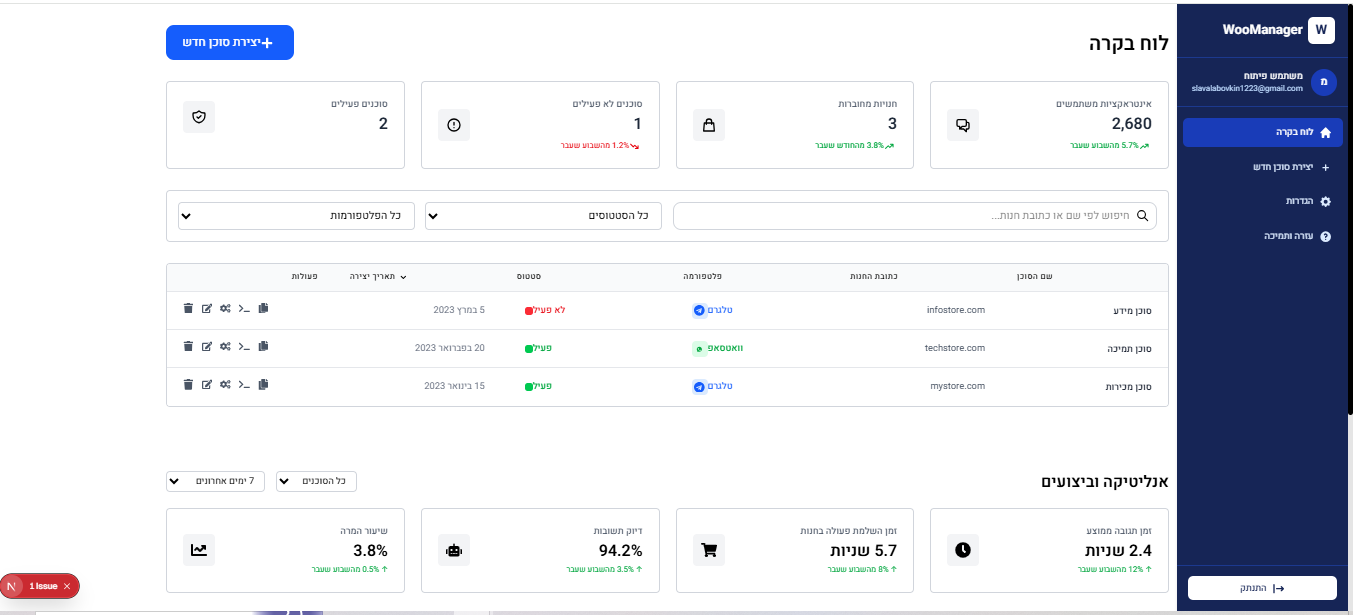 WooManager
W
משתמש פיתוח
slavalabovkin1223@gmail.com
מ
לוח בקרה
יצירת סוכן חדש
הגדרות
עזרה ותמיכה
התנתק
לוח בקרה
יצירת סוכן חדש+
אינטראקציות משתמשים
2,680
5.7% מהשבוע שעבר
חנויות מחוברות
3
3.8% מהחודש שעבר
סוכנים לא פעילים
1
1.2% מהשבוע שעבר
סוכנים פעילים
2
חיפוש לפי שם או כתובת חנות...
כל הסטטוסים
כל הפלטפורמות
שם הסוכן כתובת החנות פלטפורמה סטטוס תאריך יצירה פעולות
סוכן מידע infostore.com טלגרם לא פעיל 5 במרץ 2023
סוכן תמיכה techstore.com וואטסאפ פעיל 20 בפברואר 2023
סוכן מכירות mystore.com טלגרם פעיל 15 בינואר 2023
אנליטיקה וביצועים
כל הסוכנים
7 ימים אחרונים
זמן תגובה ממוצע
2.4 שניות
↑ 12% מהשבוע שעבר
זמן השלמת פעולה בחנות
5.7 שניות
↑ 8% מהשבוע שעבר
דיוק תשובות
94.2%
↑ 3.5% מהשבוע שעבר
שיעור המרה
3.8%
↑ 0.5% מהשבוע שעבר
N 1 Issue ×